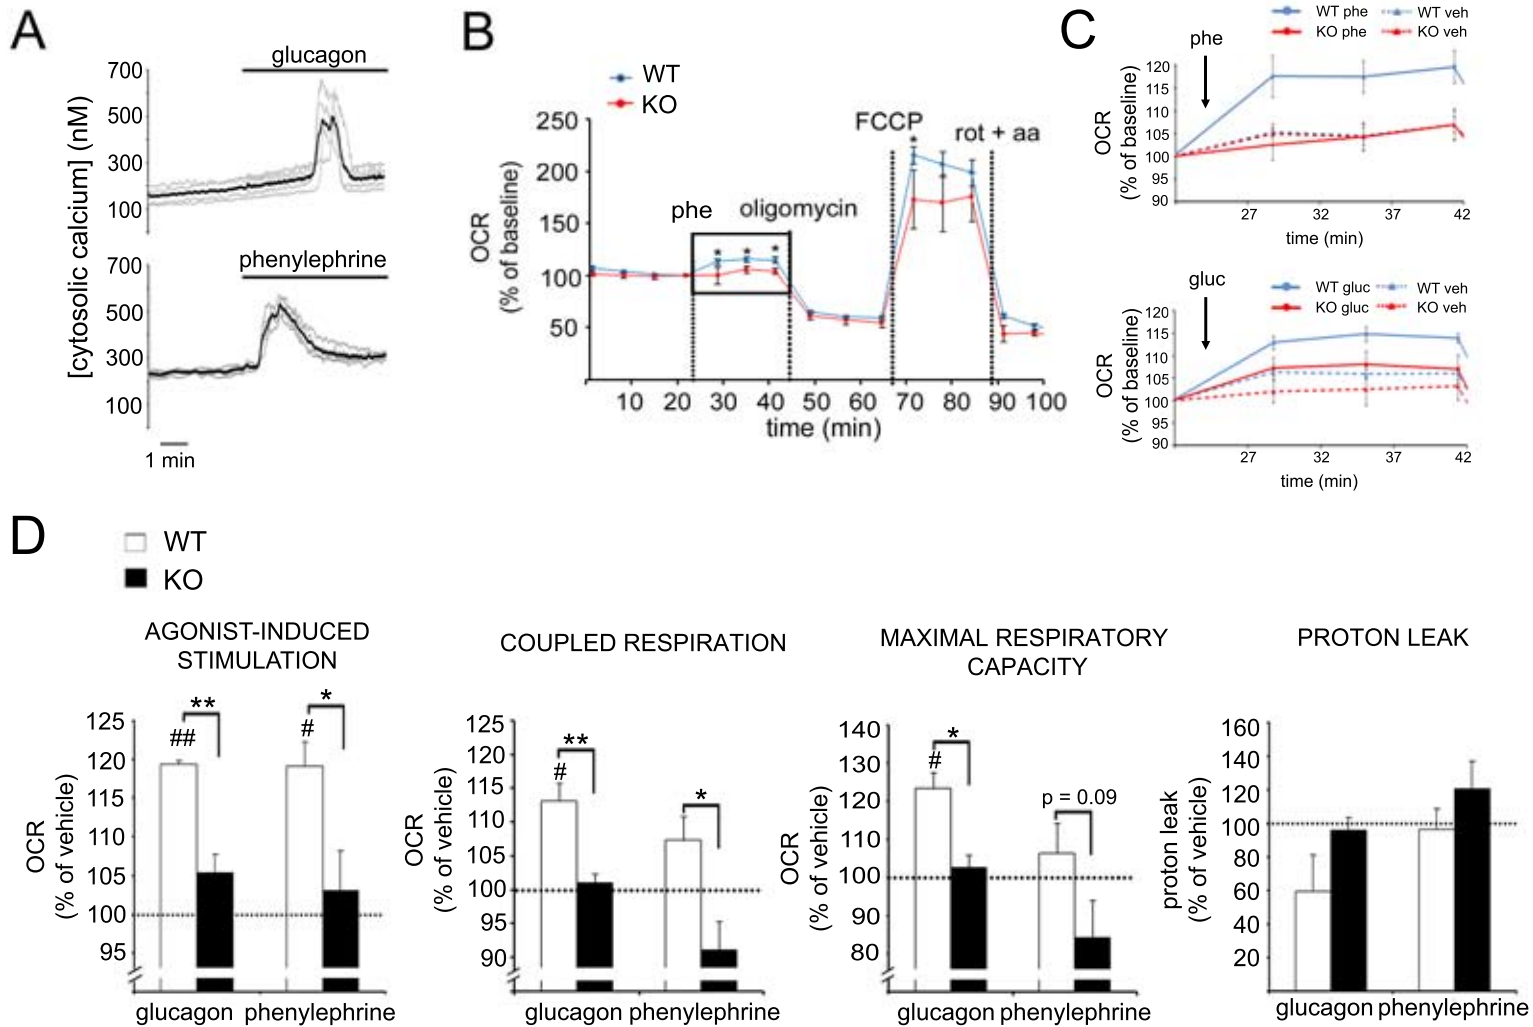 A
glucagon
700
500
300
100
[cytosolic calcium] (nM)
phenylephrine
700
500
300
100
1 min
B
WT
KO
250
200
150
100
50
OCR
(% of baseline)
phe
oligomycin
FCCP
rot + aa
*
* * *
10 20 30 40 50 60 70 80 90 100
time (min)
C
WT phe WT veh
KO phe KO veh
phe
120
115
110
105
100
95
90
OCR
(% of baseline)
27 32 37 42
time (min)
WT gluc WT veh
KO gluc KO veh
gluc
120
115
110
105
100
95
90
OCR
(% of baseline)
27 32 37 42
time (min)
D
WT
KO
AGONIST-INDUCED
STIMULATION
125
120
115
110
105
100
95
OCR
(% of vehicle)
** *
## #
glucagon phenylephrine
COUPLED RESPIRATION
125
120
115
110
105
100
95
90
OCR
(% of vehicle)
** *
#
glucagon phenylephrine
MAXIMAL RESPIRATORY
CAPACITY
140
130
120
110
100
90
80
OCR
(% of vehicle)
*
#
p = 0.09
glucagon phenylephrine
PROTON LEAK
160
140
120
100
80
60
40
20
proton leak
(% of vehicle)
glucagon phenylephrine